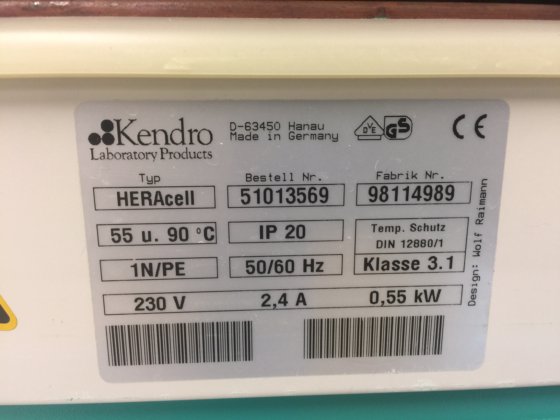 Kendro
Laboratory Products
D-63450 Hanau
Made in Germany
VDE
GS
CE
Typ Bestell Nr. Fabrik Nr.
HERAcell 51013569 98114989
55 u. 90 °C IP 20 Temp. Schutz
DIN 12880/1
1N/PE 50/60 Hz Klasse 3.1
230 V 2,4 A 0,55 kW
Design: Wolf Raimann